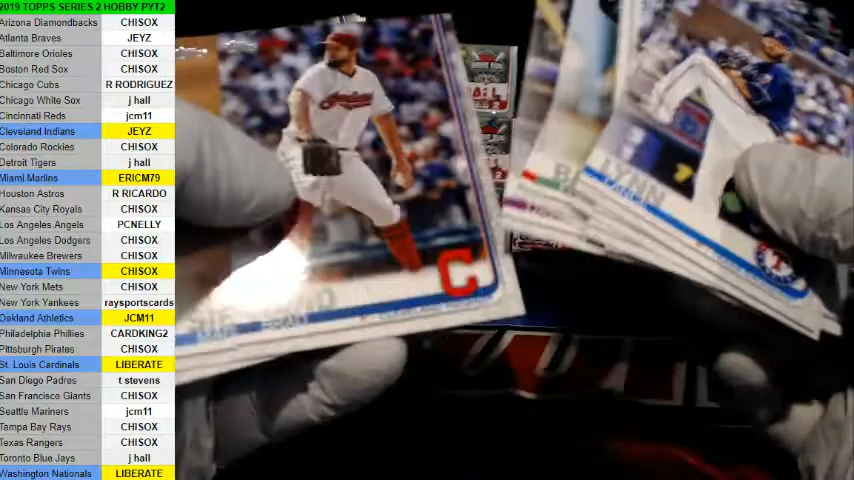 2019 TOPPS SERIES 2 HOBBY PYT2
Arizona Diamondbacks CHISOX
Atlanta Braves JEYZ
Baltimore Orioles CHISOX
Boston Red Sox CHISOX
Chicago Cubs R RODRIGUEZ
Chicago White Sox j hall
Cincinnati Reds jcm11
Cleveland Indians JEYZ
Colorado Rockies CHISOX
Detroit Tigers j hall
Miami Marlins ERICM79
Houston Astros R RICARDO
Kansas City Royals CHISOX
Los Angeles Angels PCNELLY
Los Angeles Dodgers CHISOX
Milwaukee Brewers CHISOX
Minnesota Twins CHISOX
New York Mets CHISOX
New York Yankees raysportscards
Oakland Athletics JCM11
Philadelphia Phillies CARDKING2
Pittsburgh Pirates CHISOX
St. Louis Cardinals LIBERATE
San Diego Padres t stevens
San Francisco Giants CHISOX
Seattle Mariners jcm11
Tampa Bay Rays CHISOX
Texas Rangers CHISOX
Toronto Blue Jays j hall
Washington Nationals LIBERATE
Indians
C
LYNN
LANCE
T